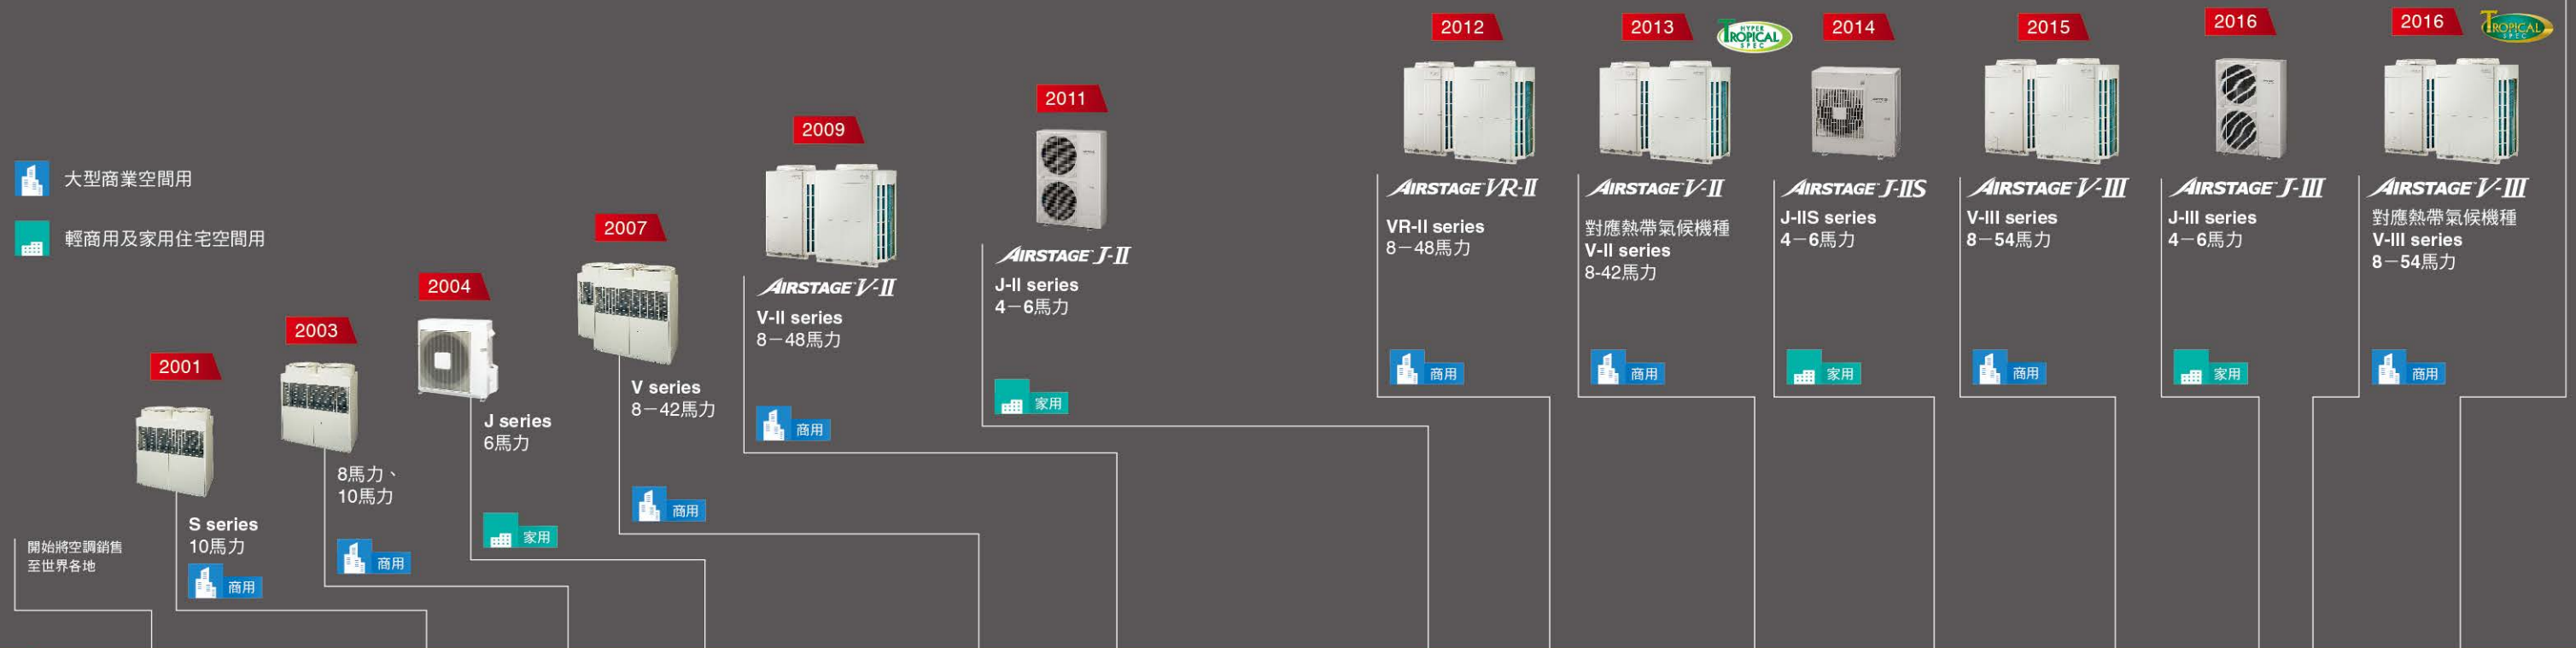 大型商業空間用
輕商用及家用住宅空間用
開始將空調銷售
至世界各地
2001
S series
10馬力
商用
2003
8馬力、
10馬力
商用
2004
J series
6馬力
家用
2007
V series
8－42馬力
商用
2009
AIRSTAGE V-II
V-II series
8－48馬力
商用
2011
AIRSTAGE J-II
J-II series
4－6馬力
家用
2012
AIRSTAGE VR-II
VR-II series
8－48馬力
商用
2013
HYPER
TROPICAL
SPEC
AIRSTAGE V-II
對應熱帶氣候機種
V-II series
8-42馬力
商用
2014
AIRSTAGE J-IIS
J-IIS series
4－6馬力
家用
2015
AIRSTAGE V-III
V-III series
8－54馬力
商用
2016
AIRSTAGE J-III
J-III series
4－6馬力
家用
2016
TROPICAL
SPEC
AIRSTAGE V-III
對應熱帶氣候機種
V-III series
8－54馬力
商用